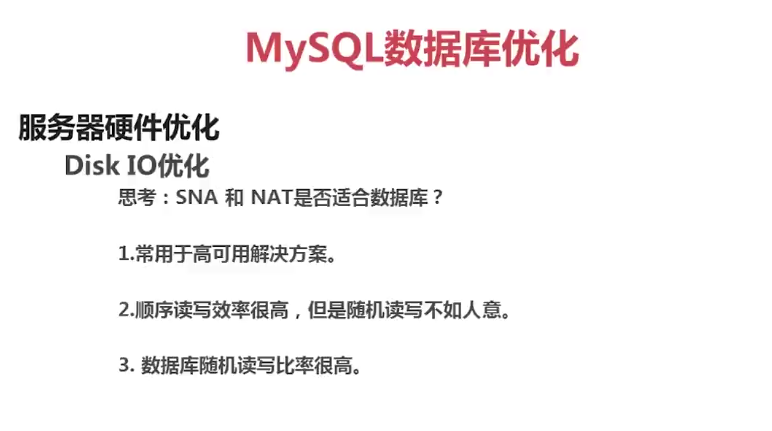 MySQL数据库优化
服务器硬件优化
Disk IO优化
思考：SNA 和 NAT是否适合数据库？
1.常用于高可用解决方案。
2.顺序读写效率很高，但是随机读写不如人意。
3. 数据库随机读写比率很高。